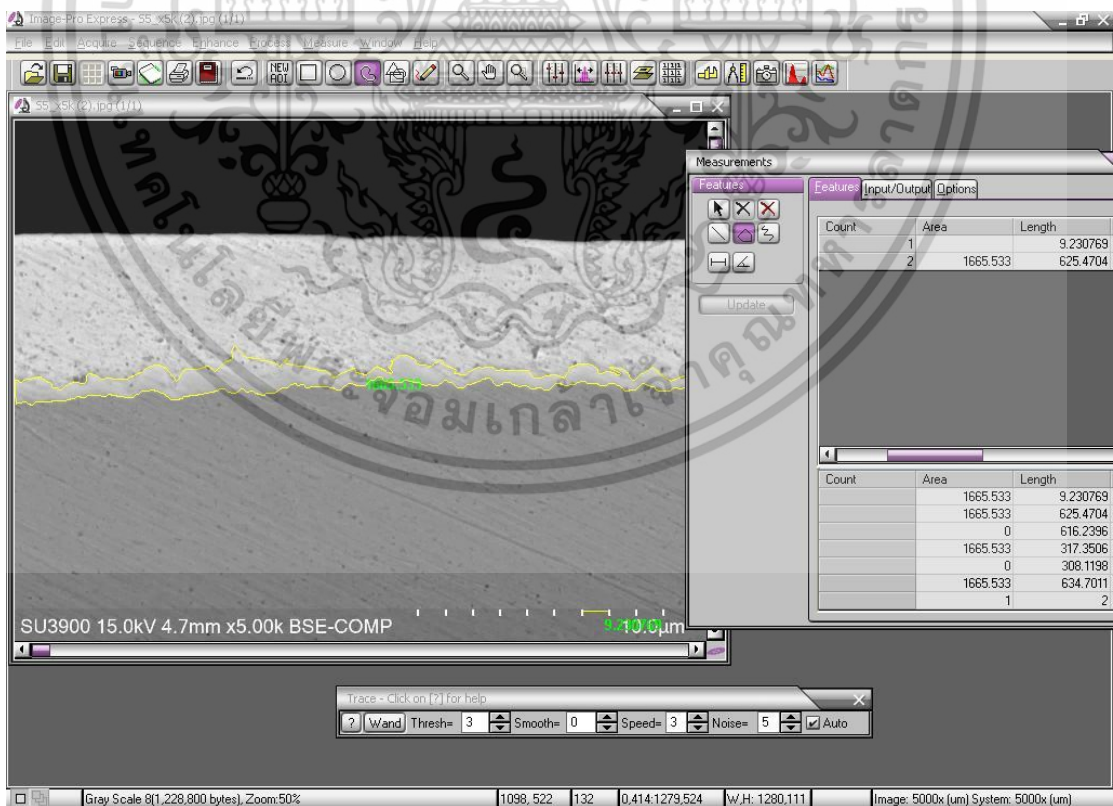 Image-Pro Express - S5_x5k (2).jpg (1/1)
File Edit Acquire Sequence Enhance Process Measure Window Help
NEW AOI
S5_x5k (2).jpg (1/1)
Measurements
Features
Features Input/Output Options
Count Area Length
1 9.230769
2 1665.533 625.4704
Update
Count Area Length
1665.533 9.230769
1665.533 625.4704
0 616.2396
1665.533 317.3506
0 308.1198
1665.533 634.7011
1 2
1665.533
SU3900 15.0kV 4.7mm x5.00k BSE-COMP 10.0µm
Trace - Click on [?] for help
? Wand Thresh= 3 Smooth= 0 Speed= 3 Noise= 5 Auto
Gray Scale 8(1,228,800 bytes), Zoom:50% 1098, 522 132 0,414:1279,524 W,H: 1280,111 Image: 5000x (um) System: 5000x (um)